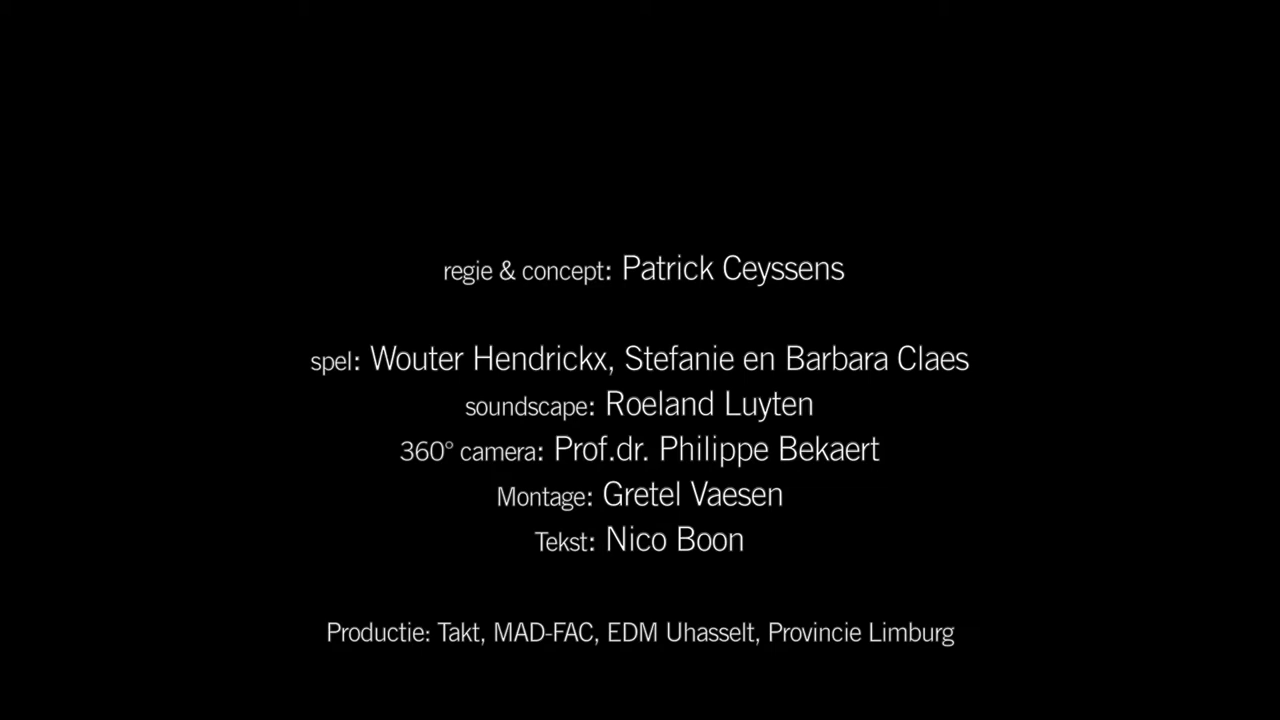 regie & concept: Patrick Ceyssens
spel: Wouter Hendrickx, Stefanie en Barbara Claes
soundscape: Roeland Luyten
360° camera: Prof.dr. Philippe Bekaert
Montage: Gretel Vaesen
Tekst: Nico Boon
Productie: Takt, MAD-FAC, EDM Uhasselt, Provincie Limburg